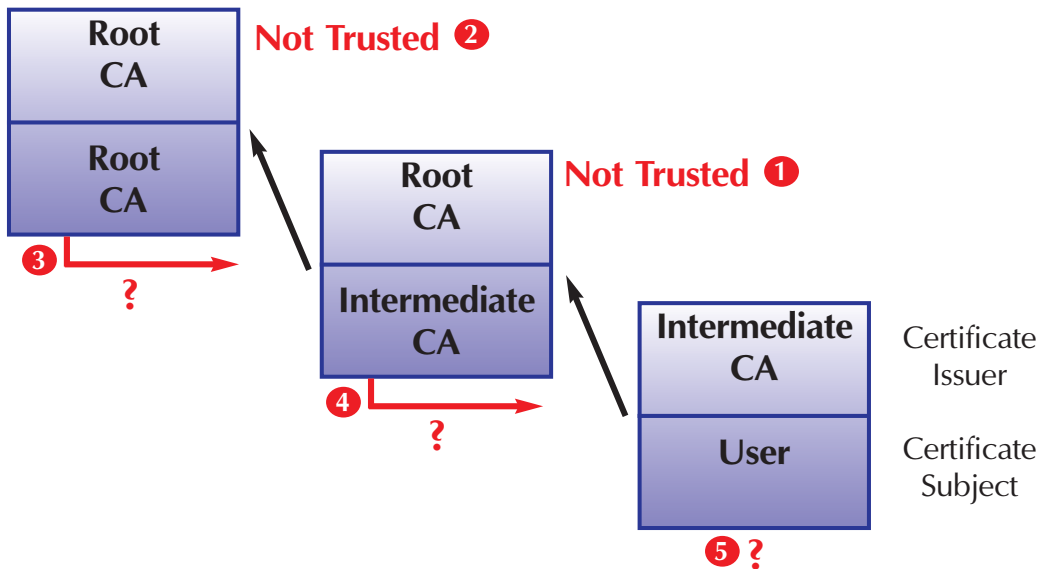 Root
CA
Not Trusted 2
Root
CA
3
?
Root
CA
Not Trusted 1
Intermediate
CA
4
?
Intermediate
CA
Certificate
Issuer
User
Certificate
Subject
5 ?